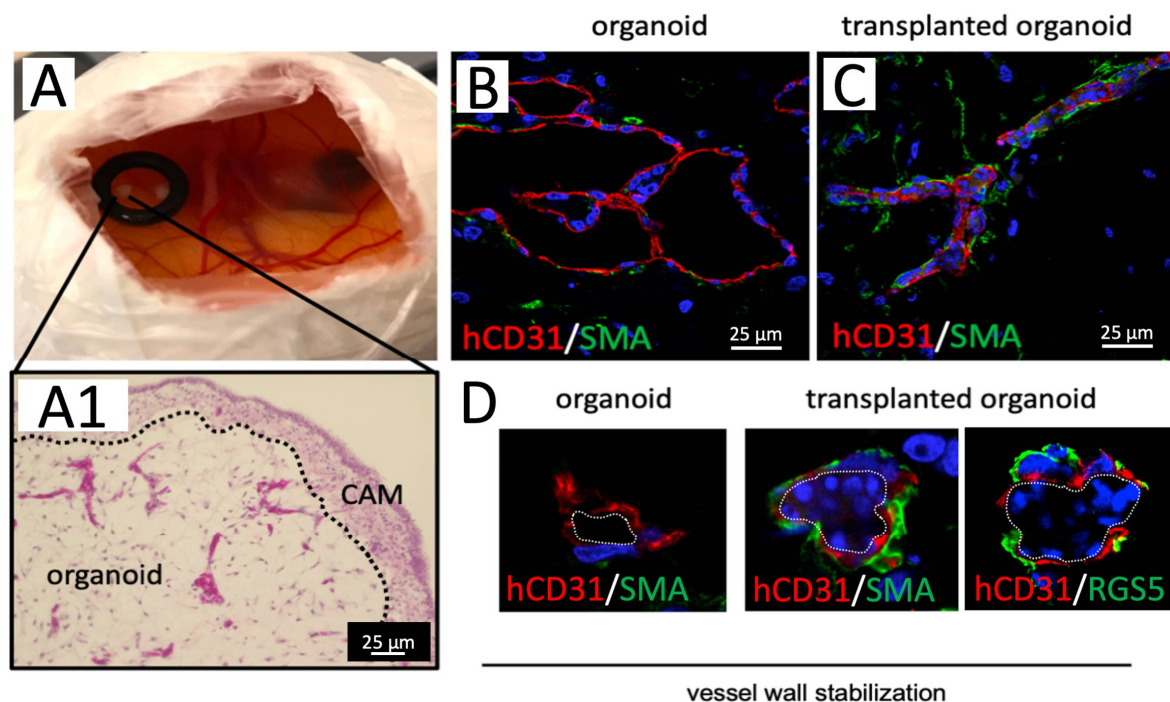 organoid
transplanted organoid
A
B
C
hCD31/SMA
25 µm
hCD31/SMA
25 µm
A1
CAM
organoid
25 µm
D
organoid
transplanted organoid
hCD31/SMA
hCD31/SMA
hCD31/RGS5
vessel wall stabilization